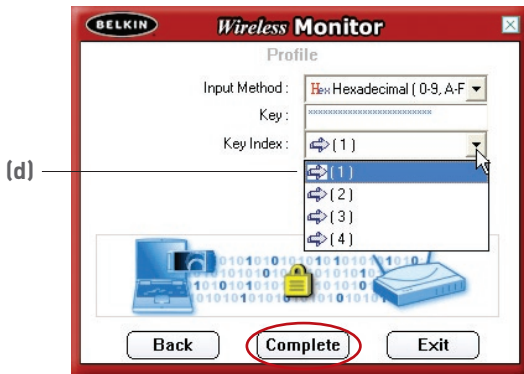 BELKIN Wireless Monitor
Profile
Input Method : Hex Hexadecimal ( 0-9, A-F
Key : ************************** 
Key Index : ( 1 )
(d)
( 1 )
( 2 )
( 3 )
( 4 )
Back Complete Exit